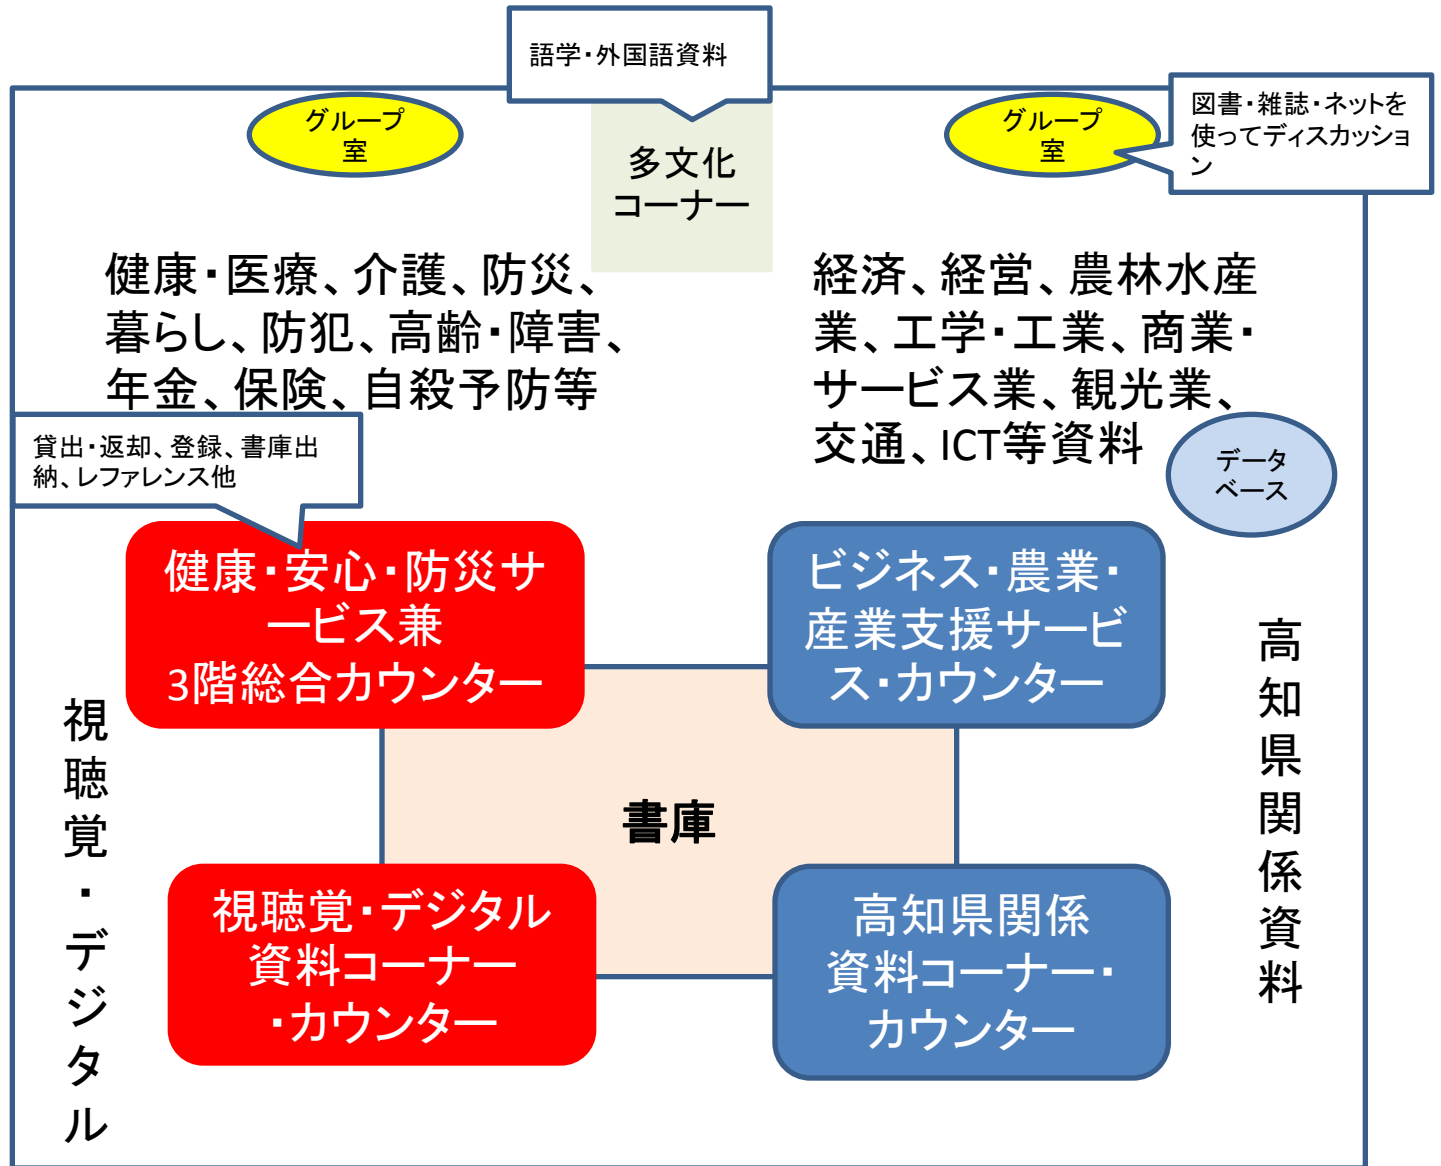 語学・外国語資料
グループ
室
多文化
コーナー
グループ
室
図書・雑誌・ネットを
使ってディスカッショ
ン
健康・医療、介護、防災、
暮らし、防犯、高齢・障害、
年金、保険、自殺予防等
経済、経営、農林水産
業、工学・工業、商業・
サービス業、観光業、
交通、ICT等資料
貸出・返却、登録、書庫出
納、レファレンス他
データ
ベース
健康・安心・防災サ
ービス兼
3階総合カウンター
ビジネス・農業・
産業支援サービ
ス・カウンター
視聴覚・デジタル
高知県関係資料
書庫
視聴覚・デジタル
資料コーナー
・カウンター
高知県関係
資料コーナー・
カウンター